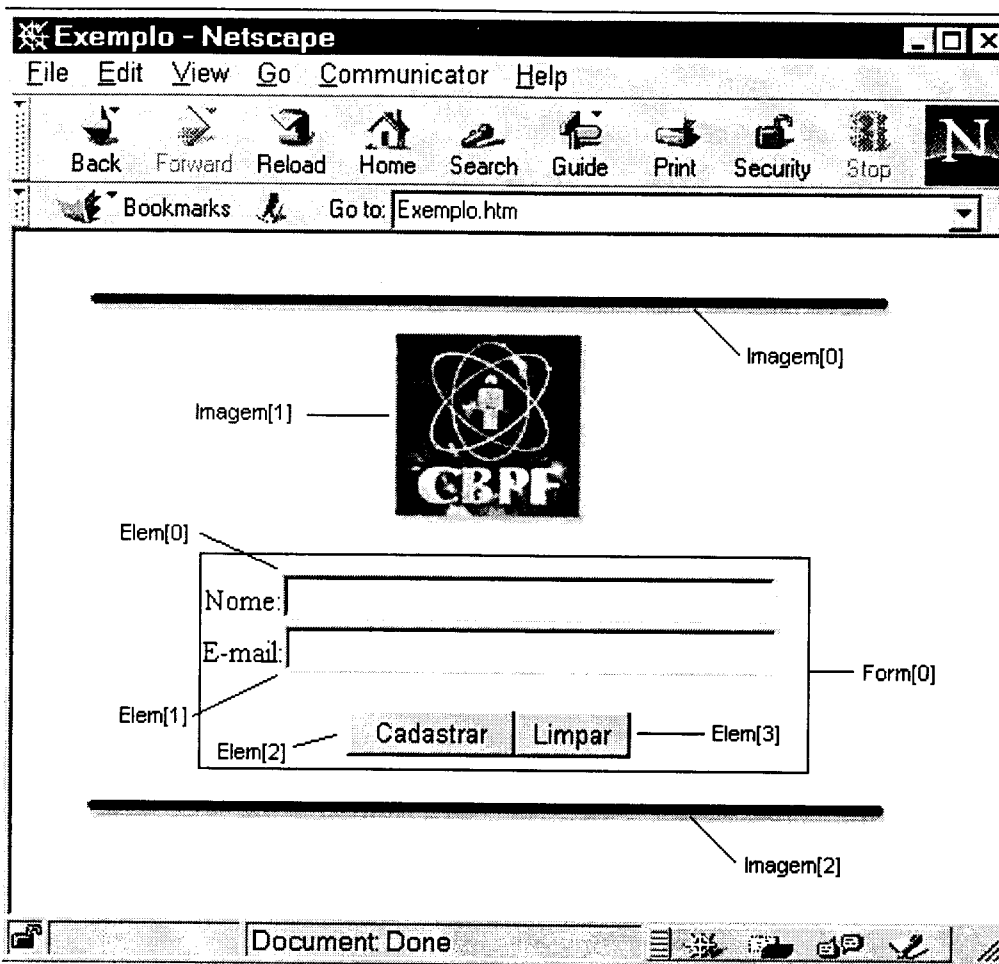 Exemplo - Netscape
File Edit View Go Communicator Help
Back Forward Reload Home Search Guide Print Security Stop N
Bookmarks Go to: Exemplo.htm
Imagem[0]
Imagem[1]
CBPF
Elem[0]
Nome:
E-mail:
Form[0]
Elem[1]
Cadastrar Limpar
Elem[3]
Elem[2]
Imagem[2]
Document: Done